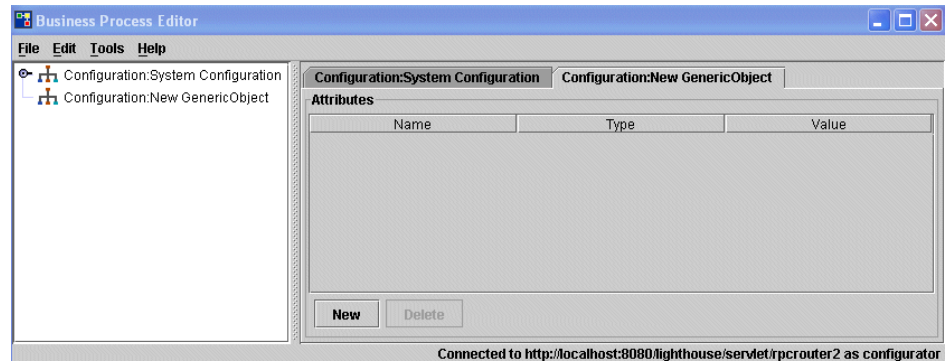 Business Process Editor
File Edit Tools Help
Configuration:System Configuration
Configuration:New GenericObject
Configuration:System Configuration
Configuration:New GenericObject
Attributes
Name Type Value
New Delete
Connected to http://localhost:8080/lighthouse/servlet/rpcrouter2 as configurator